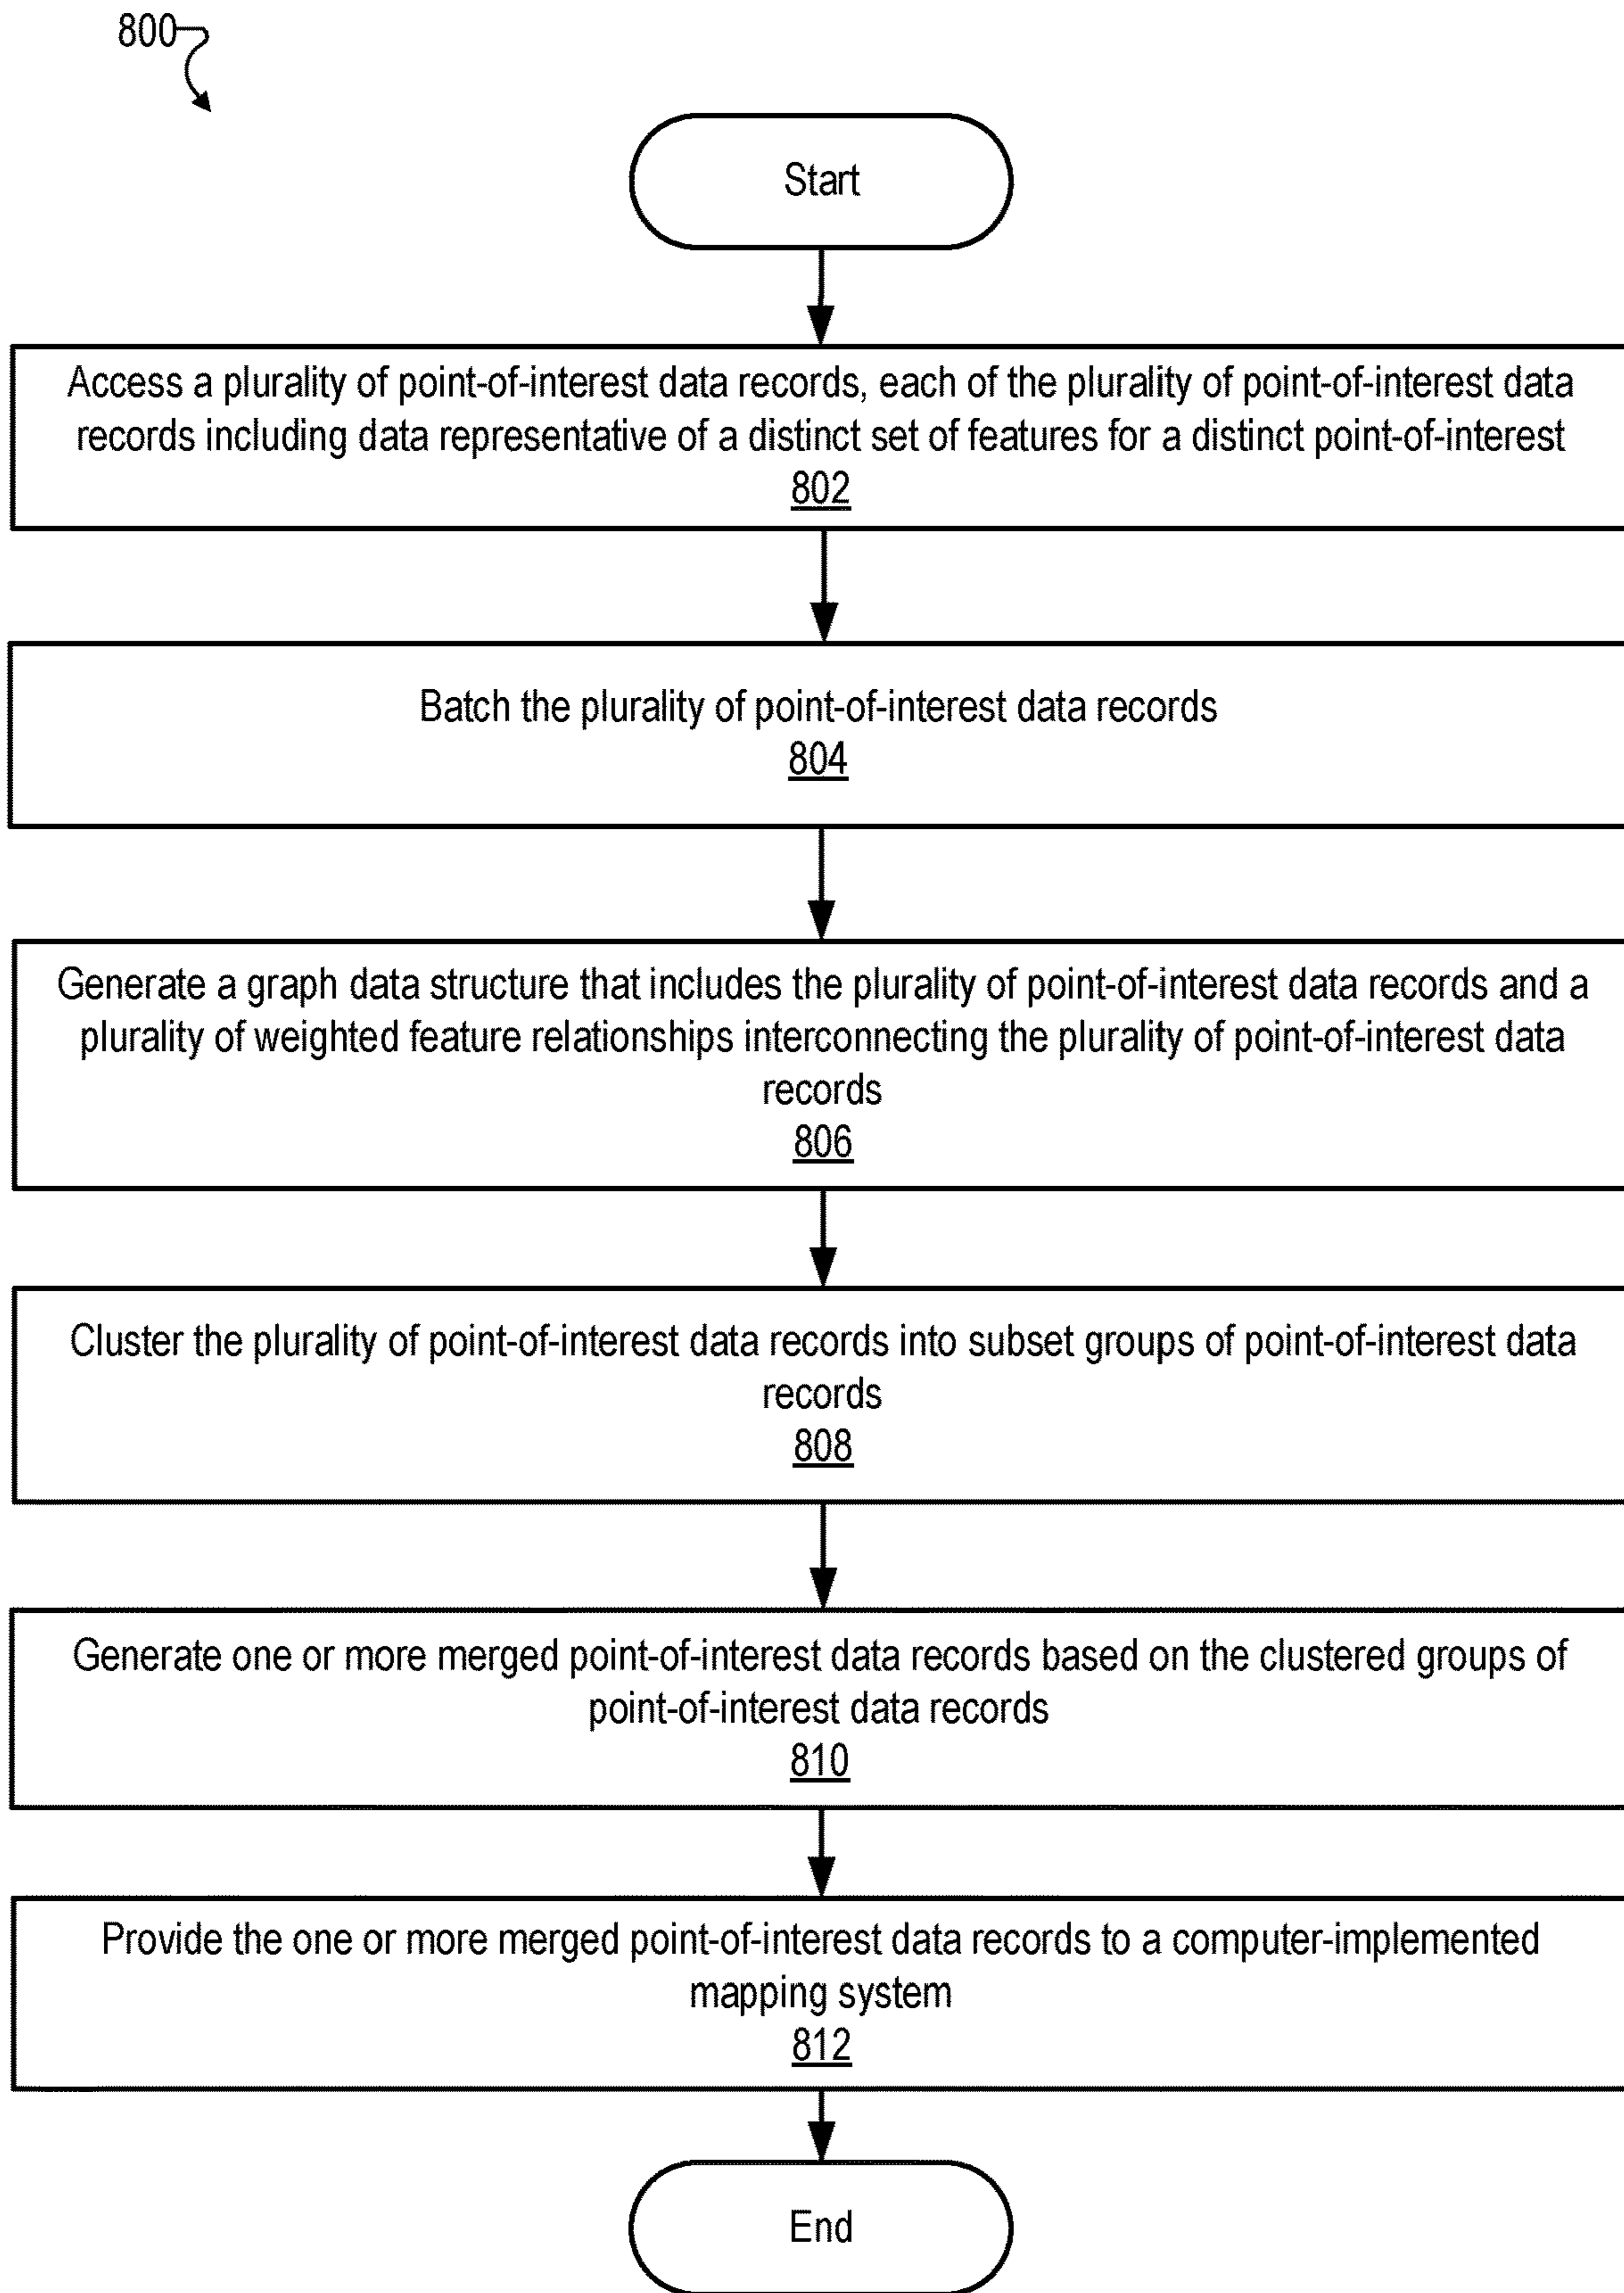 800
Start
Access a plurality of point-of-interest data records, each of the plurality of point-of-interest data
records including data representative of a distinct set of features for a distinct point-of-interest
802
Batch the plurality of point-of-interest data records
804
Generate a graph data structure that includes the plurality of point-of-interest data records and a
plurality of weighted feature relationships interconnecting the plurality of point-of-interest data
records
806
Cluster the plurality of point-of-interest data records into subset groups of point-of-interest data
records
808
Generate one or more merged point-of-interest data records based on the clustered groups of
point-of-interest data records
810
Provide the one or more merged point-of-interest data records to a computer-implemented
mapping system
812
End